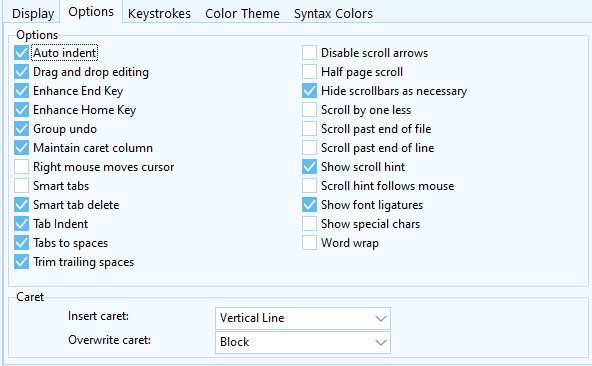 Display Options Keystrokes Color Theme Syntax Colors
Options
Auto indent
Drag and drop editing
Enhance End Key
Enhance Home Key
Group undo
Maintain caret column
Right mouse moves cursor
Smart tabs
Smart tab delete
Tab Indent
Tabs to spaces
Trim trailing spaces
Disable scroll arrows
Half page scroll
Hide scrollbars as necessary
Scroll by one less
Scroll past end of file
Scroll past end of line
Show scroll hint
Scroll hint follows mouse
Show font ligatures
Show special chars
Word wrap
Caret
Insert caret: Vertical Line
Overwrite caret: Block